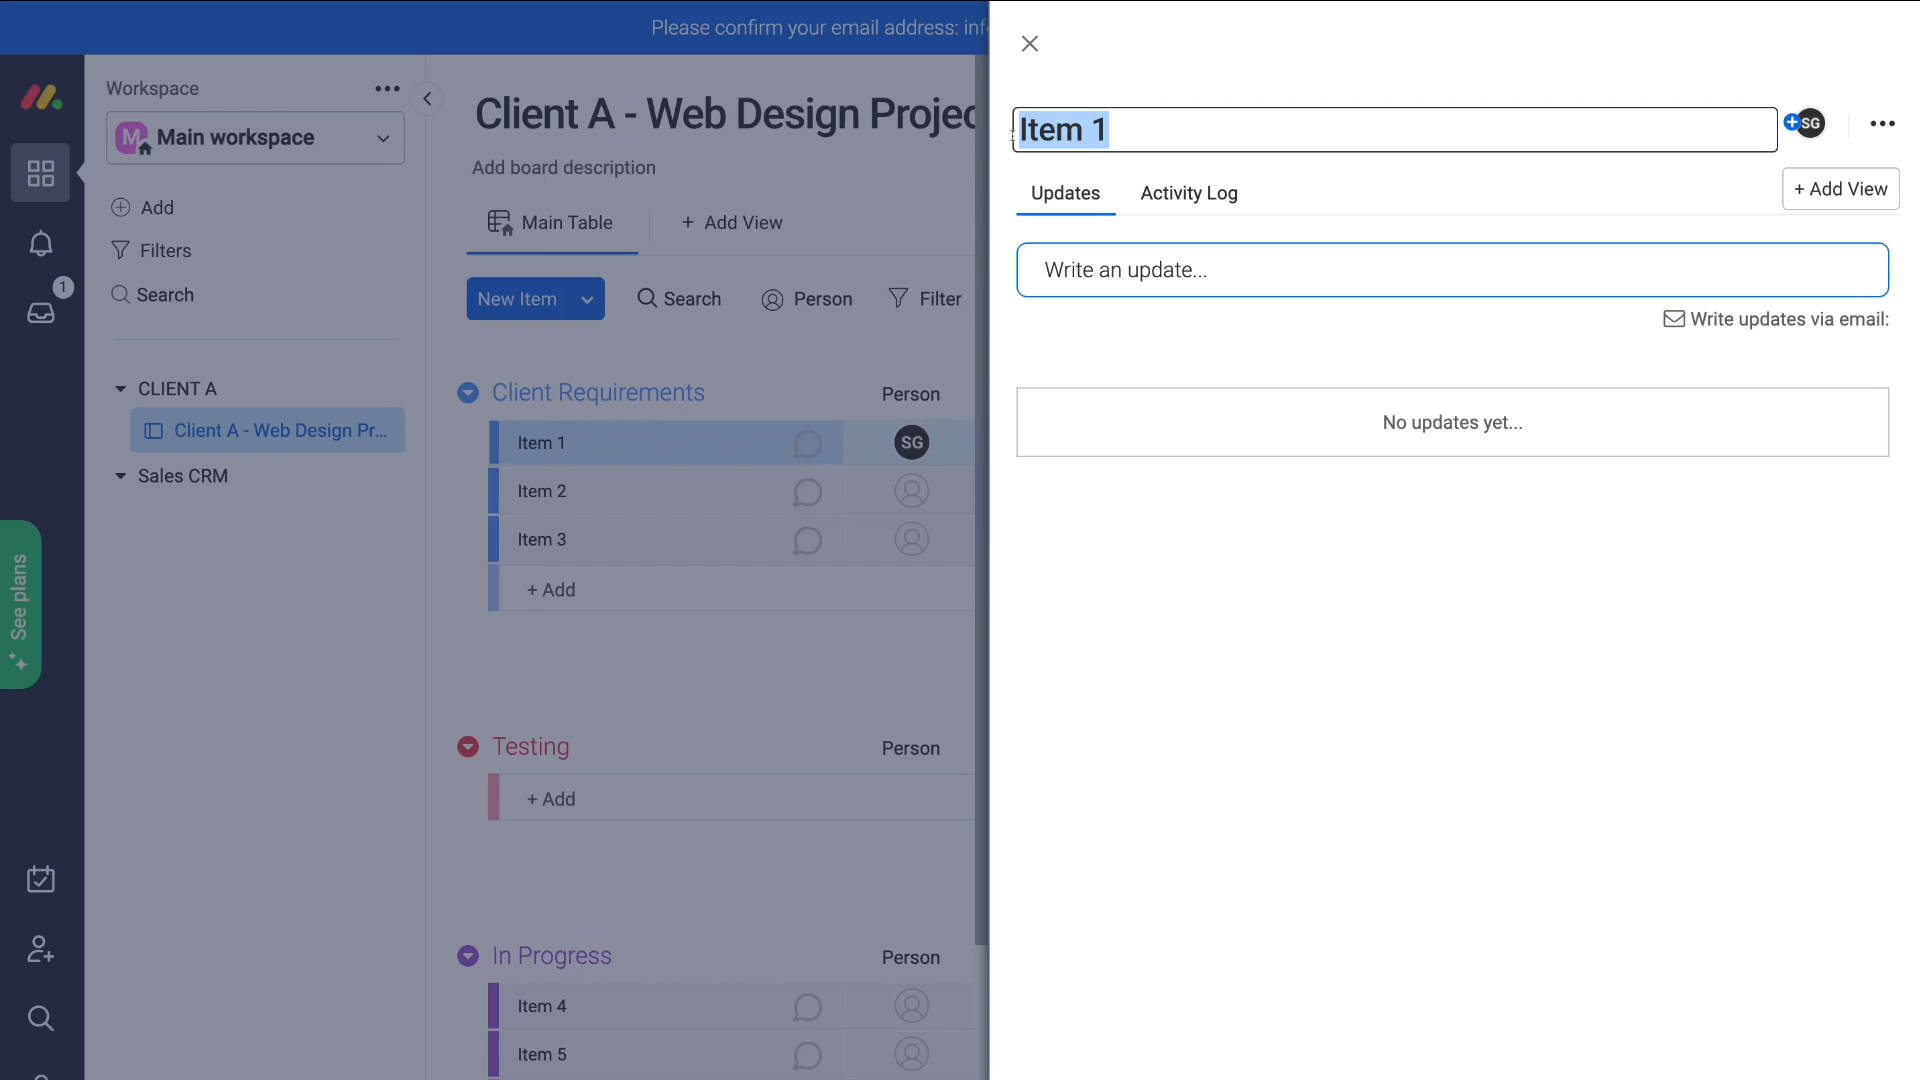 Please confirm your email address: inf
Workspace
M Main workspace
Add
Filters
Search
CLIENT A
Client A - Web Design Pr...
Sales CRM
1
See plans
Client A - Web Design Projec
Add board description
Main Table
+ Add View
New Item
Search
Person
Filter
Client Requirements
Person
Item 1
SG
Item 2
Item 3
+ Add
Testing
Person
+ Add
In Progress
Person
Item 4
Item 5
Item 1
SG
Updates
Activity Log
+ Add View
Write an update...
Write updates via email:
No updates yet...